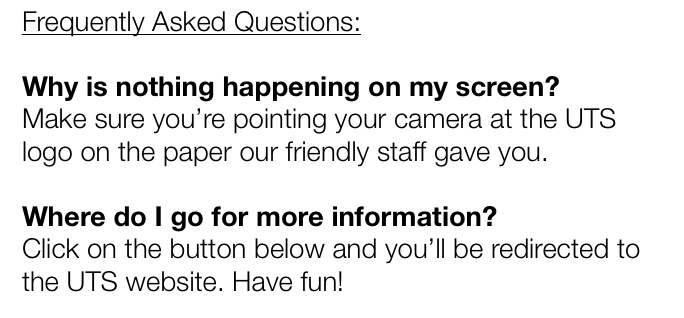 Frequently Asked Questions:
Why is nothing happening on my screen?
Make sure you’re pointing your camera at the UTS
logo on the paper our friendly staff gave you.
Where do I go for more information?
Click on the button below and you’ll be redirected to
the UTS website. Have fun!